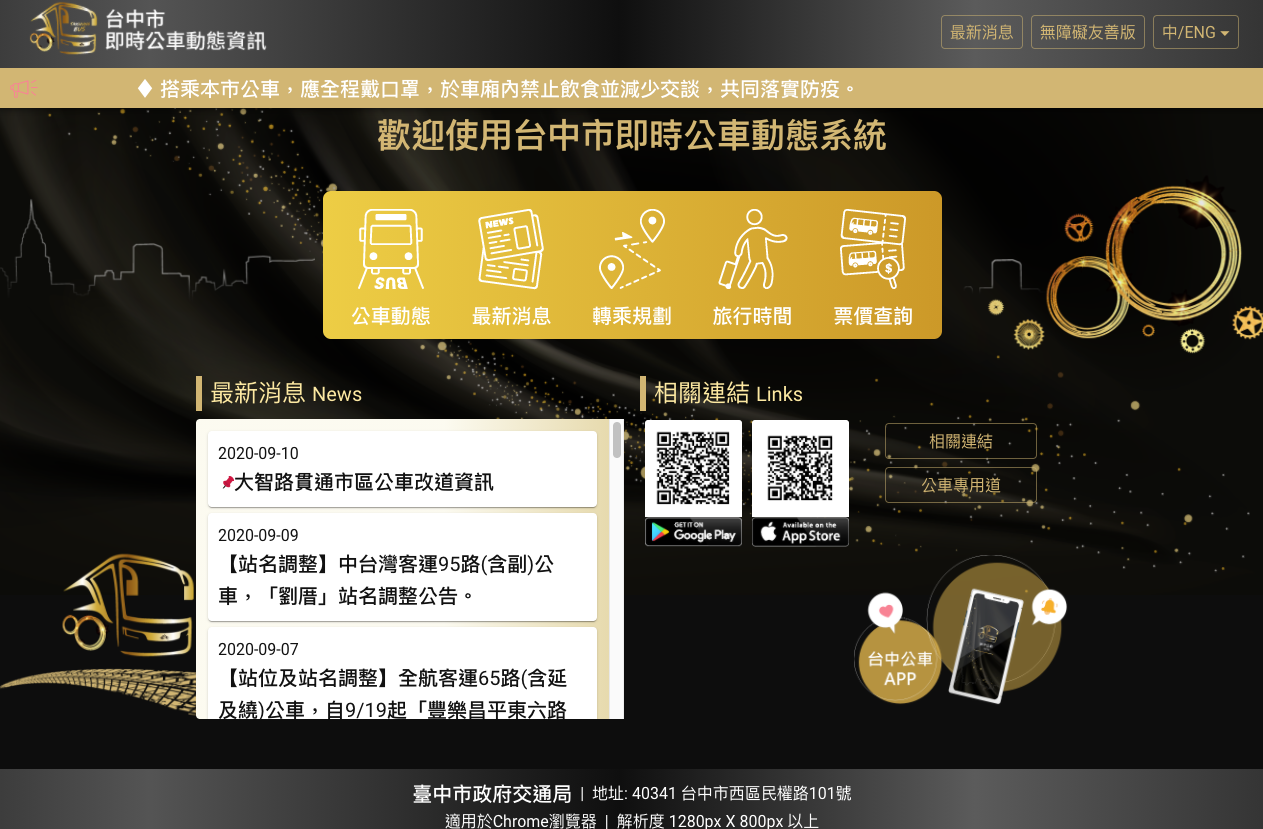 台中市
即時公車動態資訊
最新消息
無障礙友善版
中/ENG
♦ 搭乘本市公車，應全程戴口罩，於車廂內禁止飲食並減少交談，共同落實防疫。
歡迎使用台中市即時公車動態系統
BUS
NEWS
公車動態
最新消息
轉乘規劃
旅行時間
票價查詢
最新消息 News
2020-09-10
大智路貫通市區公車改道資訊
2020-09-09
【站名調整】中台灣客運95路(含副)公
車，「劉厝」站名調整公告。
2020-09-07
【站位及站名調整】全航客運65路(含延
及繞)公車，自9/19起「豐樂昌平東六路
相關連結 Links
GET IT ON
Google Play
Available on the
App Store
相關連結
公車專用道
台中公車
APP
臺中市政府交通局 | 地址: 40341 台中市西區民權路101號
適用於Chrome瀏覽器 | 解析度 1280px X 800px 以上